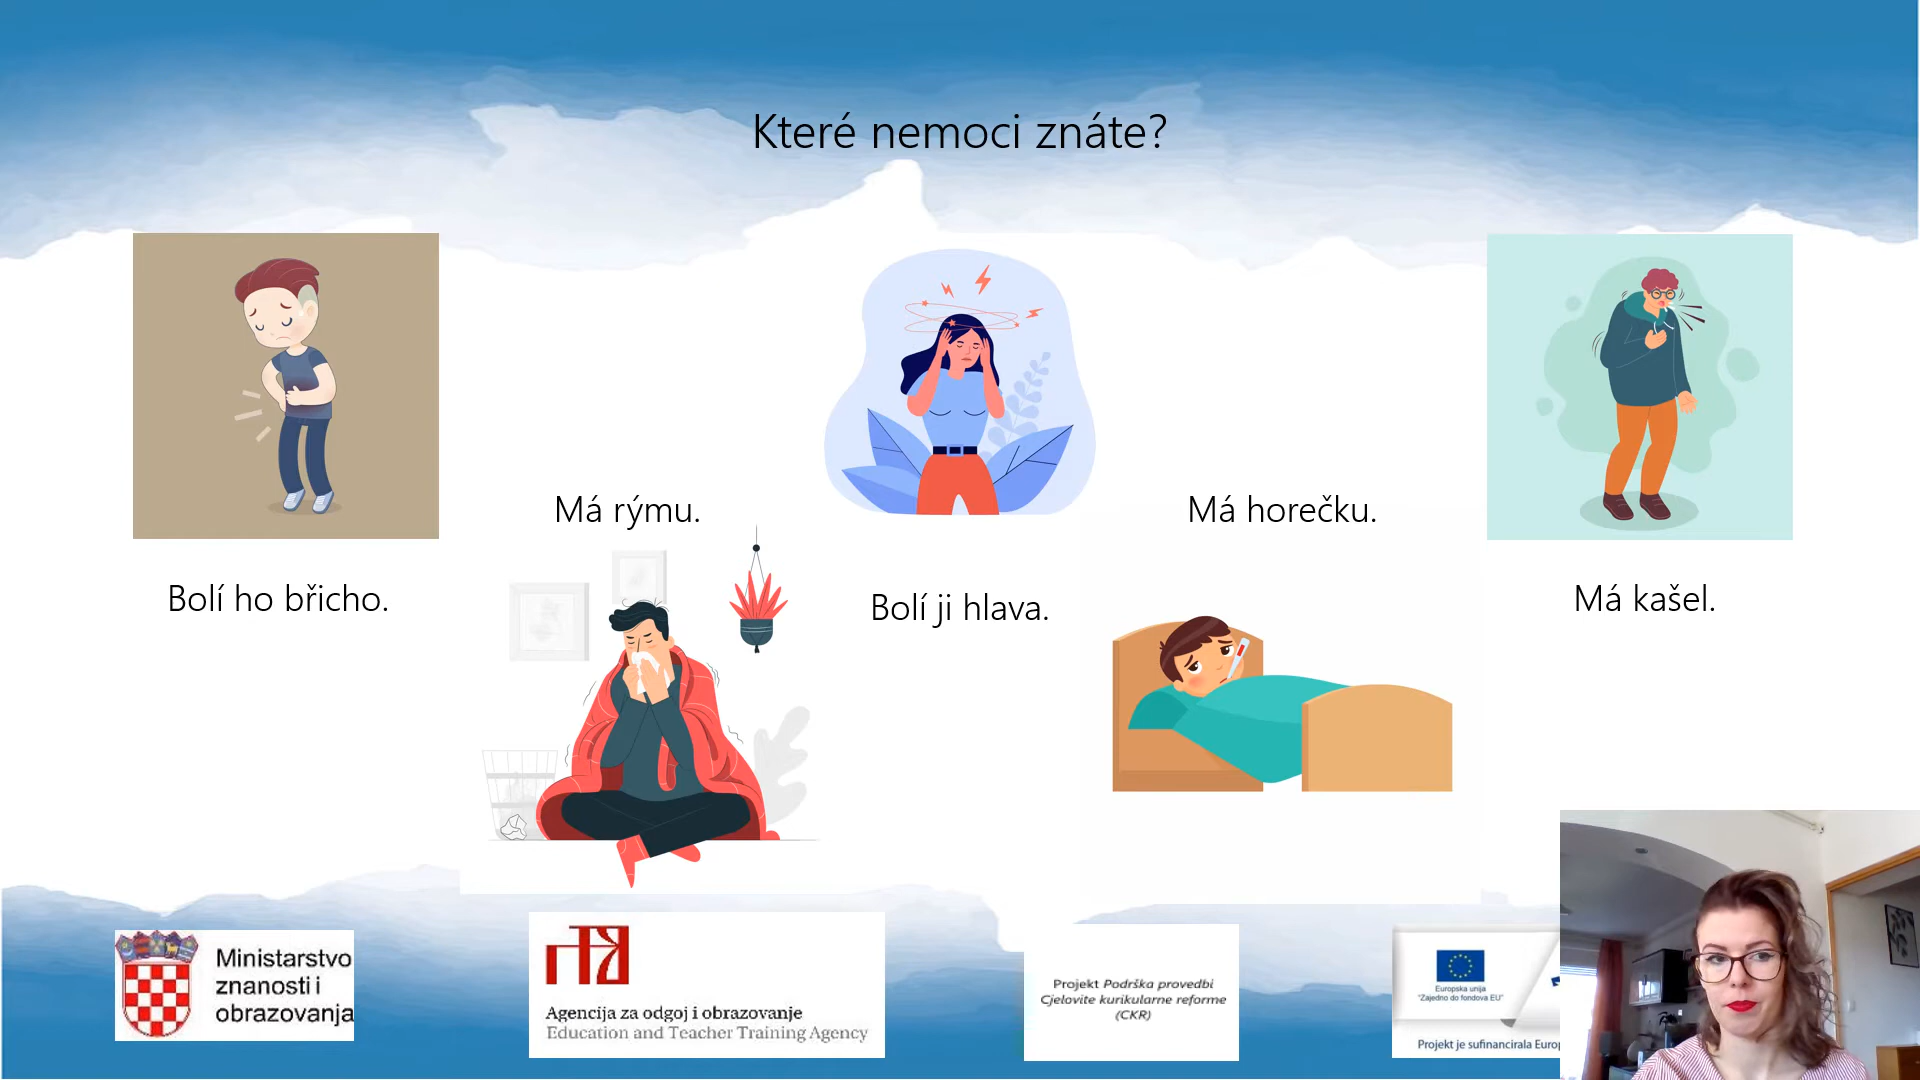 Které nemoci znáte?
Má rýmu.
Má horečku.
Bolí ho břicho.
Bolí ji hlava.
Má kašel.
Ministarstvo
znanosti i
obrazovanja
Agencija za odgoj i obrazovanje
Education and Teacher Training Agency
Projekt Podrška provedbi
Cjelovite kurikularne reforme
(CKR)
Europska unija
"Zajedno do fondova EU"
Projekt je sufinancirala Europ